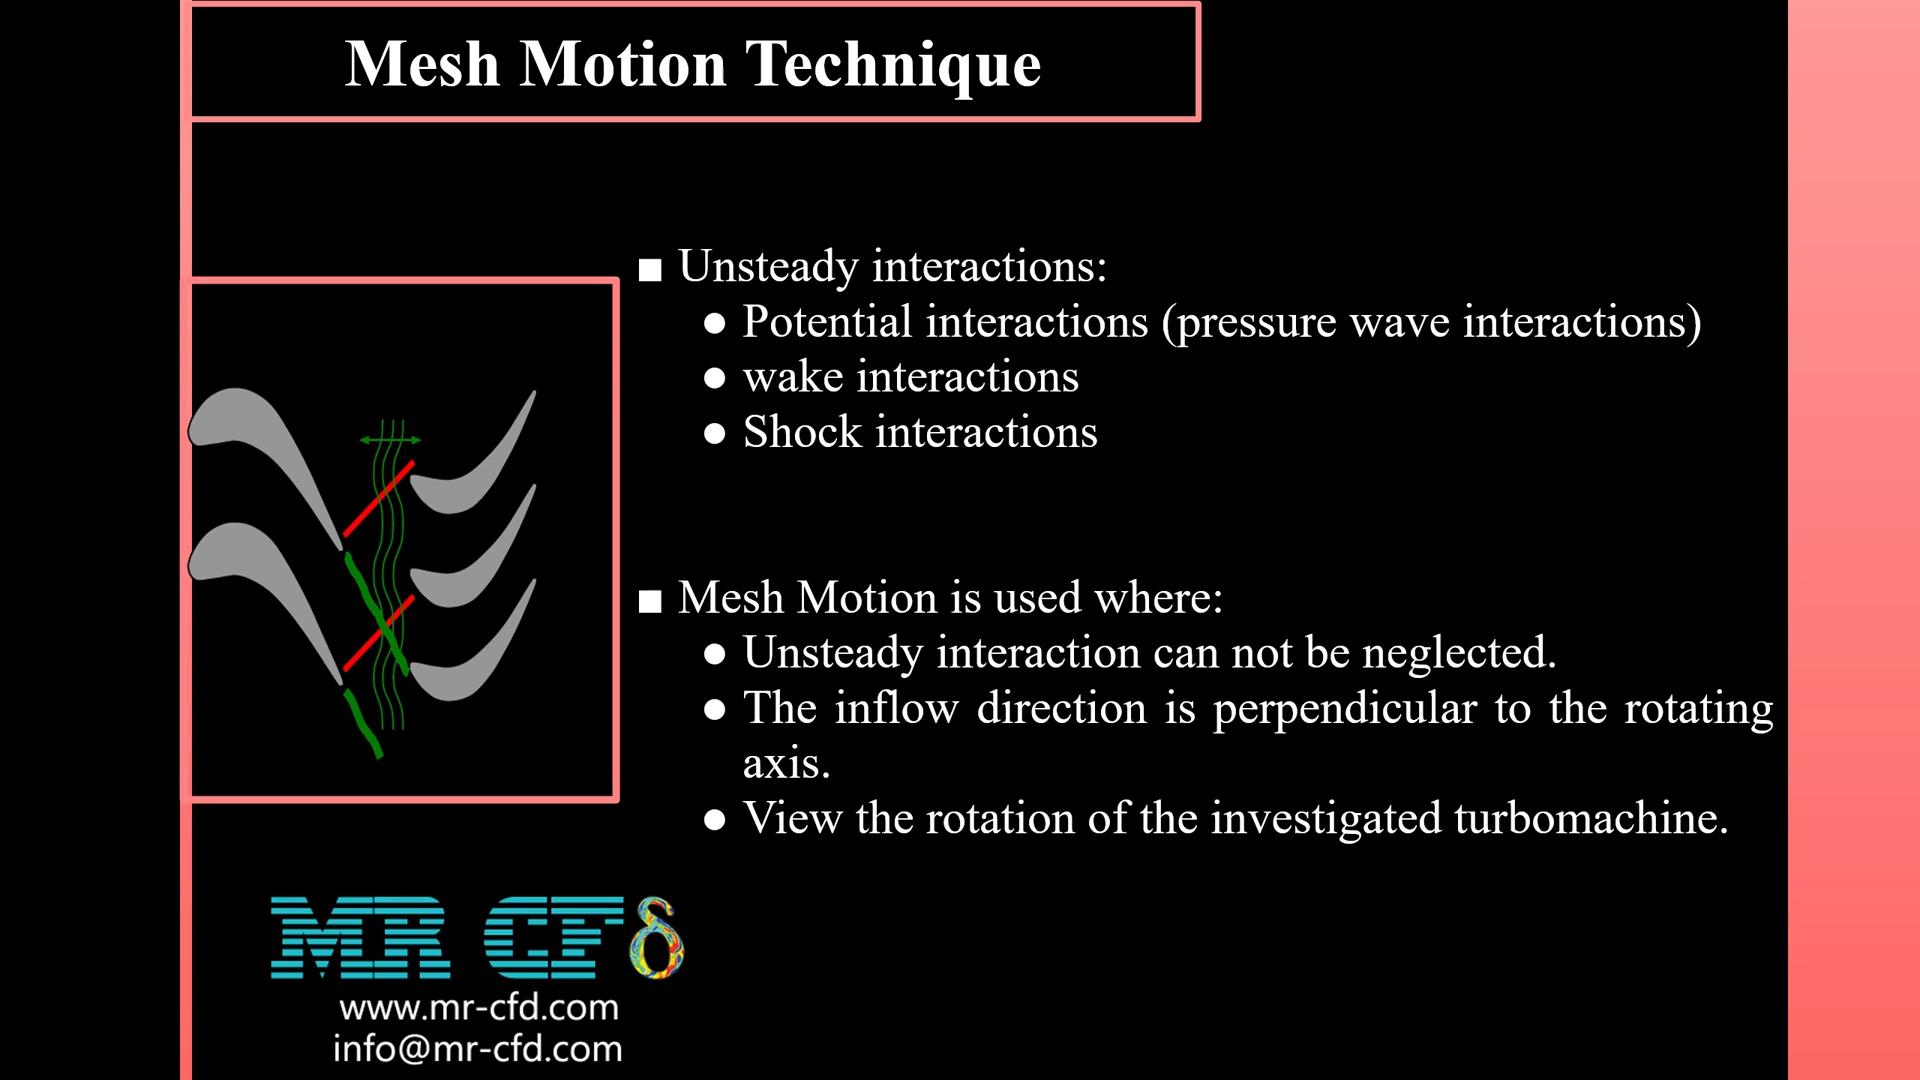 Mesh Motion Technique
■ Unsteady interactions:
● Potential interactions (pressure wave interactions)
● wake interactions
● Shock interactions
■ Mesh Motion is used where:
● Unsteady interaction can not be neglected.
● The inflow direction is perpendicular to the rotating
axis.
● View the rotation of the investigated turbomachine.
MR CFδ
www.mr-cfd.com
info@mr-cfd.com